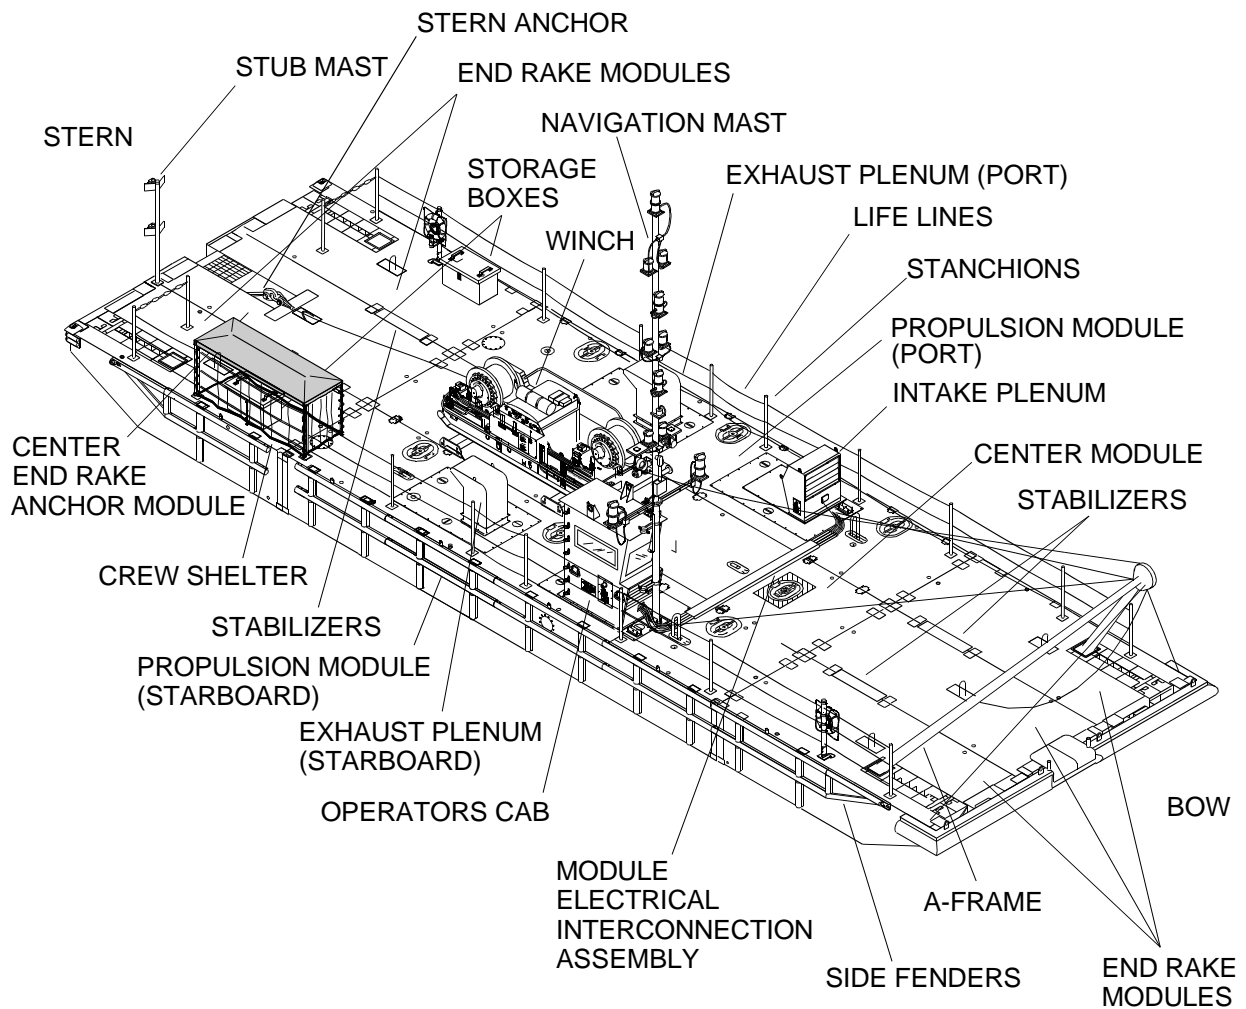 STERN ANCHOR
STUB MAST
END RAKE MODULES
NAVIGATION MAST
STERN
STORAGE
BOXES
EXHAUST PLENUM (PORT)
LIFE LINES
WINCH
STANCHIONS
PROPULSION MODULE
(PORT)
INTAKE PLENUM
CENTER
END RAKE
ANCHOR MODULE
CENTER MODULE
STABILIZERS
CREW SHELTER
STABILIZERS
PROPULSION MODULE
(STARBOARD)
EXHAUST PLENUM
(STARBOARD)
OPERATORS CAB
BOW
MODULE
ELECTRICAL
INTERCONNECTION
ASSEMBLY
A-FRAME
SIDE FENDERS
END RAKE
MODULES